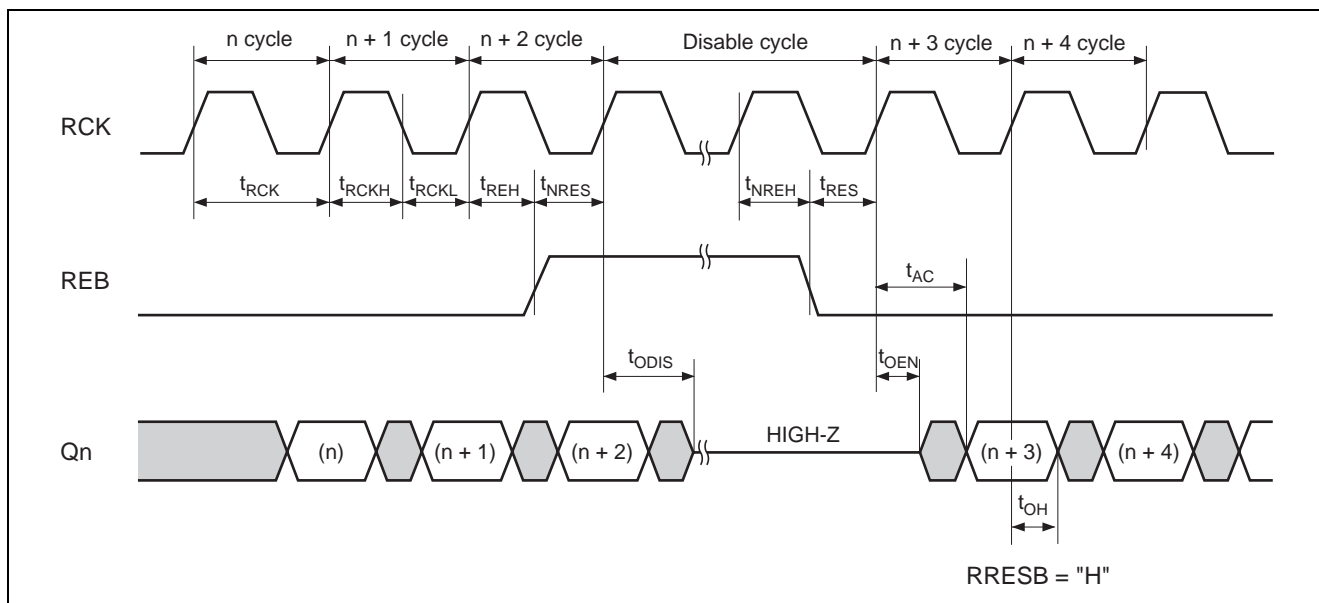 n cycle n + 1 cycle n + 2 cycle Disable cycle n + 3 cycle n + 4 cycle
RCK
tRCK tRCKH tRCKL tREH tNRES tNREH tRES
REB
tAC
tODIS tOEN
Qn (n) (n + 1) (n + 2) HIGH-Z (n + 3) (n + 4)
tOH
RRESB = "H"